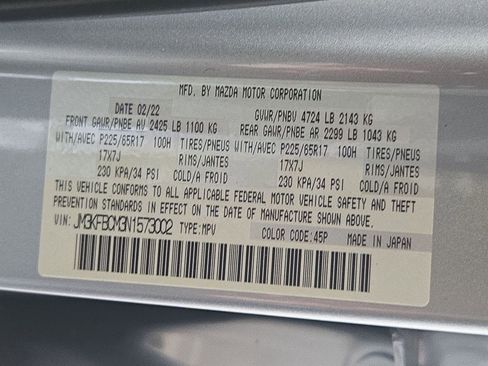 MFD. BY MAZDA MOTOR CORPORATION
DATE 02/22 GVWR/PNBV 4724 LB 2143 KG
FRONT GAWR/PNBE AV 2425 LB 1100 KG REAR GAWR/PNBE AR 2299 LB 1043 KG
WITH/AVEC P225/65R17 100H TIRES/PNEUS WITH/AVEC P225/65R17 100H TIRES/PNEUS
17X7J RIMS/JANTES 17X7J RIMS/JANTES
230 KPA/34 PSI COLD/A FROID 230 KPA/34 PSI COLD/A FROID
THIS VEHICLE CONFORMS TO ALL APPLICABLE FEDERAL MOTOR VEHICLE SAFETY AND THEFT
PREVENTION STANDARDS IN EFFECT ON THE DATE OF MANUFACTURE SHOWN ABOVE.
VIN: JM3KFBCM3N1573002 TYPE:MPV COLOR CODE:45P MADE IN JAPAN